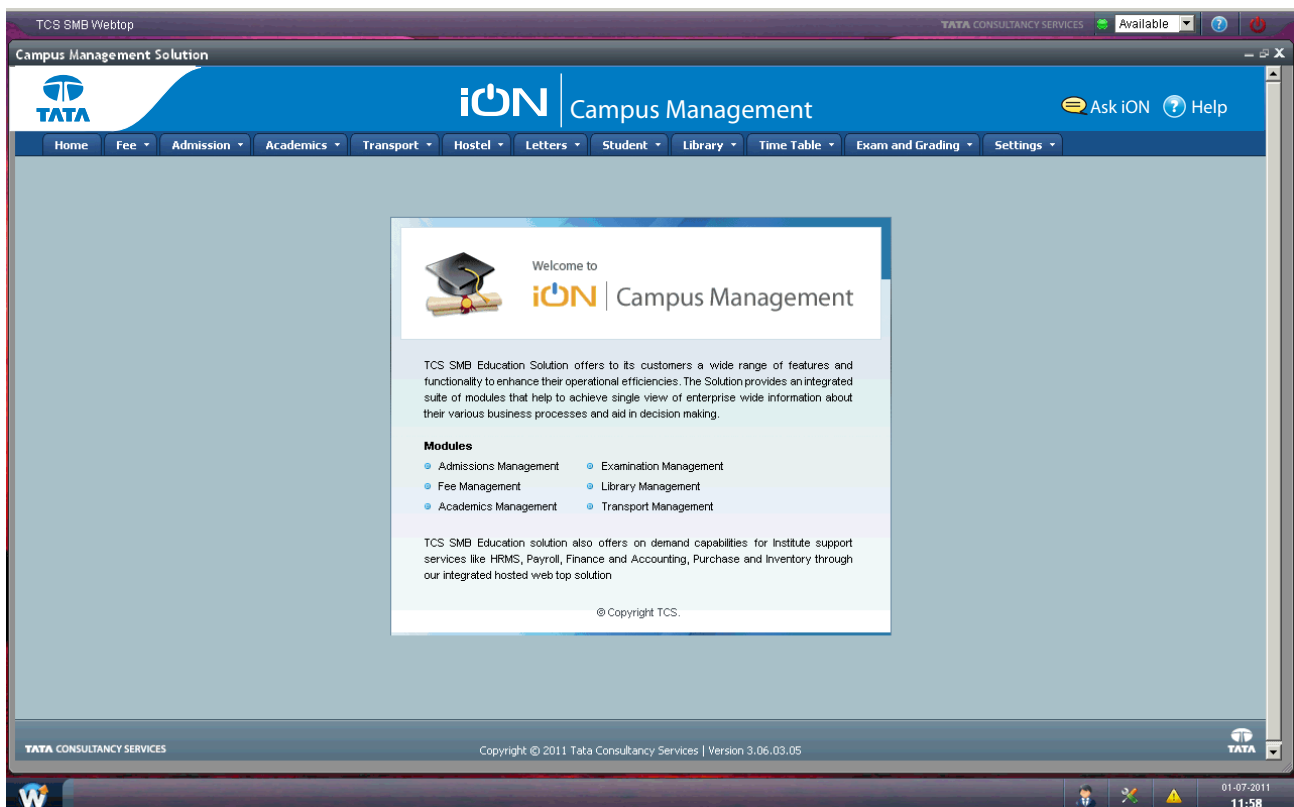 TCS SMB Webtop
TATA CONSULTANCY SERVICES
Available
Campus Management Solution
TATA
iON Campus Management
Ask iON
Help
Home Fee Admission Academics Transport Hostel Letters Student Library Time Table Exam and Grading Settings
Welcome to
iON Campus Management
TCS SMB Education Solution offers to its customers a wide range of features and
functionality to enhance their operational efficiencies. The Solution provides an integrated
suite of modules that help to achieve single view of enterprise wide information about
their various business processes and aid in decision making.
Modules
Admissions Management Examination Management
Fee Management Library Management
Academics Management Transport Management
TCS SMB Education solution also offers on demand capabilities for Institute support
services like HRMS, Payroll, Finance and Accounting, Purchase and Inventory through
our integrated hosted web top solution
© Copyright TCS.
TATA CONSULTANCY SERVICES
Copyright © 2011 Tata Consultancy Services | Version 3.06.03.05
TATA
W
01-07-2011
11:58